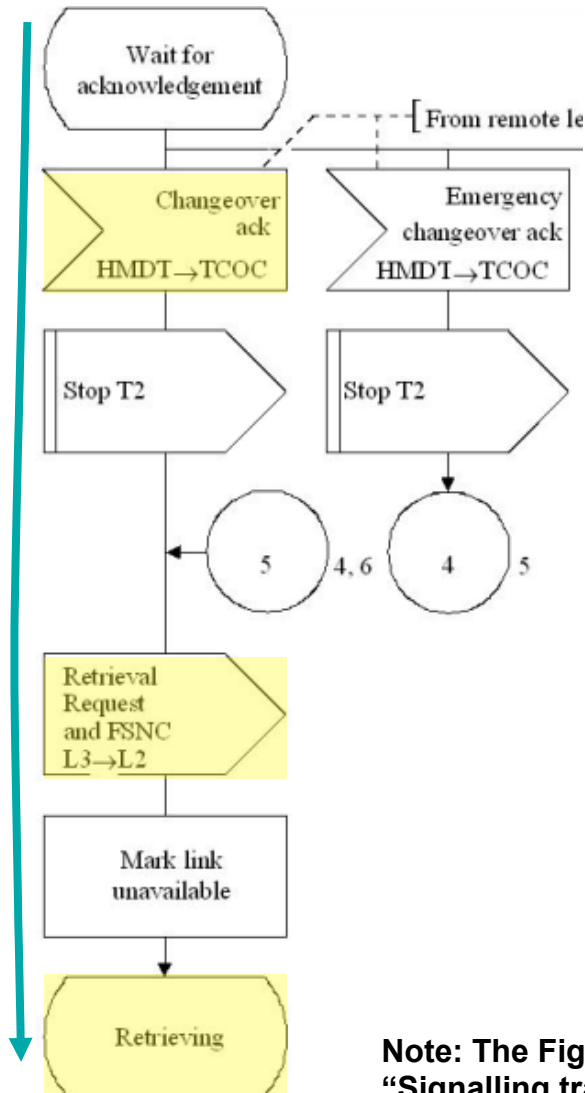 Wait for
acknowledgement
[ From remote le
Changeover
ack
HMDT→TCOC
Emergency
changeover ack
HMDT→TCOC
Stop T2
Stop T2
5
4, 6
4
5
Retrieval
Request
and FSNC
L3→L2
Mark link
unavailable
Retrieving
Note: The Fig
“Signalling tra